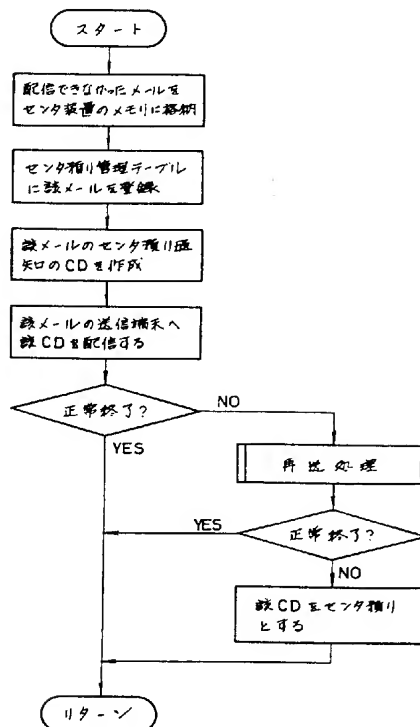 スタート
配信できなかったメールを
センタ装置のメモリに格納
センタ積り管理テーブル
に該メールを登録
該メールのセンタ積り通
知のCDを作成
該メールの送信端末へ
該CDを配信する
正常終了?
NO
YES
再送処理
YES
正常終了?
NO
該CDをセンタ積り
とする
リターン